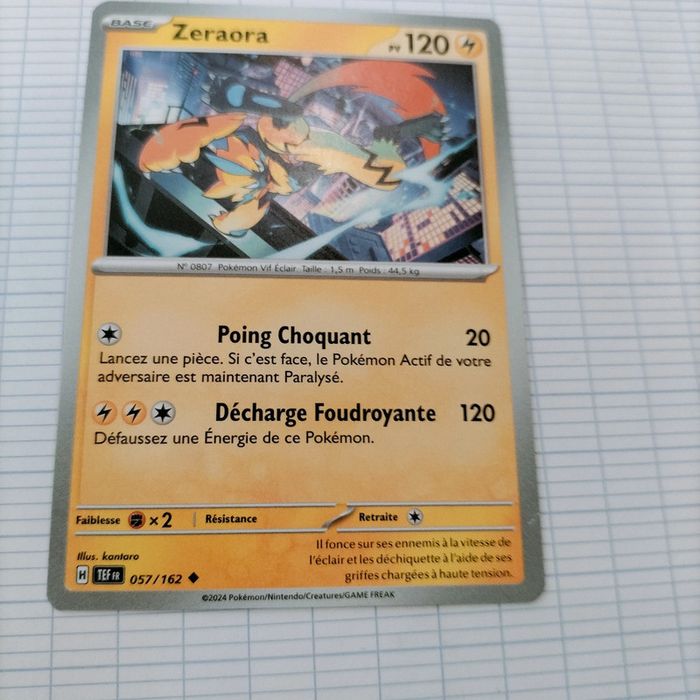 BASE Zeraora PV 120
N° 0807 Pokémon Vif Éclair Taille : 1,5 m Poids : 44,5 kg
Poing Choquant 20
Lancez une pièce. Si c'est face, le Pokémon Actif de votre
adversaire est maintenant Paralysé.
Décharge Foudroyante 120
Défaussez une Énergie de ce Pokémon.
Faiblesse ×2 Résistance Retraite
Il fonce sur ses ennemis à la vitesse de
l'éclair et les déchiquette à l'aide de ses
griffes chargées à haute tension.
Illus. kantaro
H TEF FR 057/162
©2024 Pokémon/Nintendo/Creatures/GAME FREAK